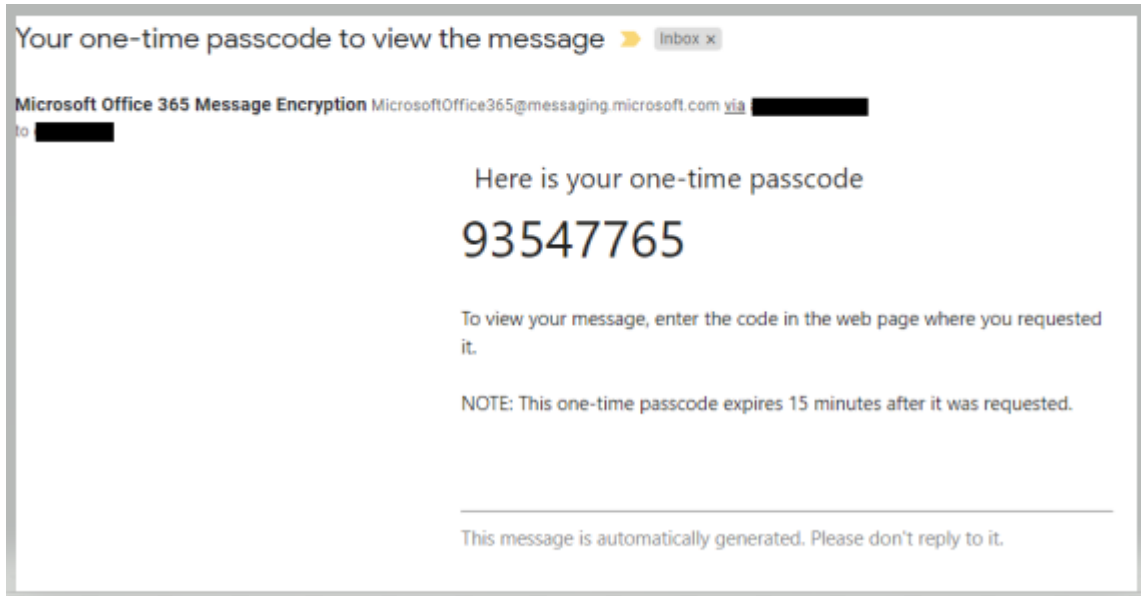 Your one-time passcode to view the message Inbox x
Microsoft Office 365 Message Encryption MicrosoftOffice365@messaging.microsoft.com via
to
Here is your one-time passcode
93547765
To view your message, enter the code in the web page where you requested
it.
NOTE: This one-time passcode expires 15 minutes after it was requested.
This message is automatically generated. Please don't reply to it.